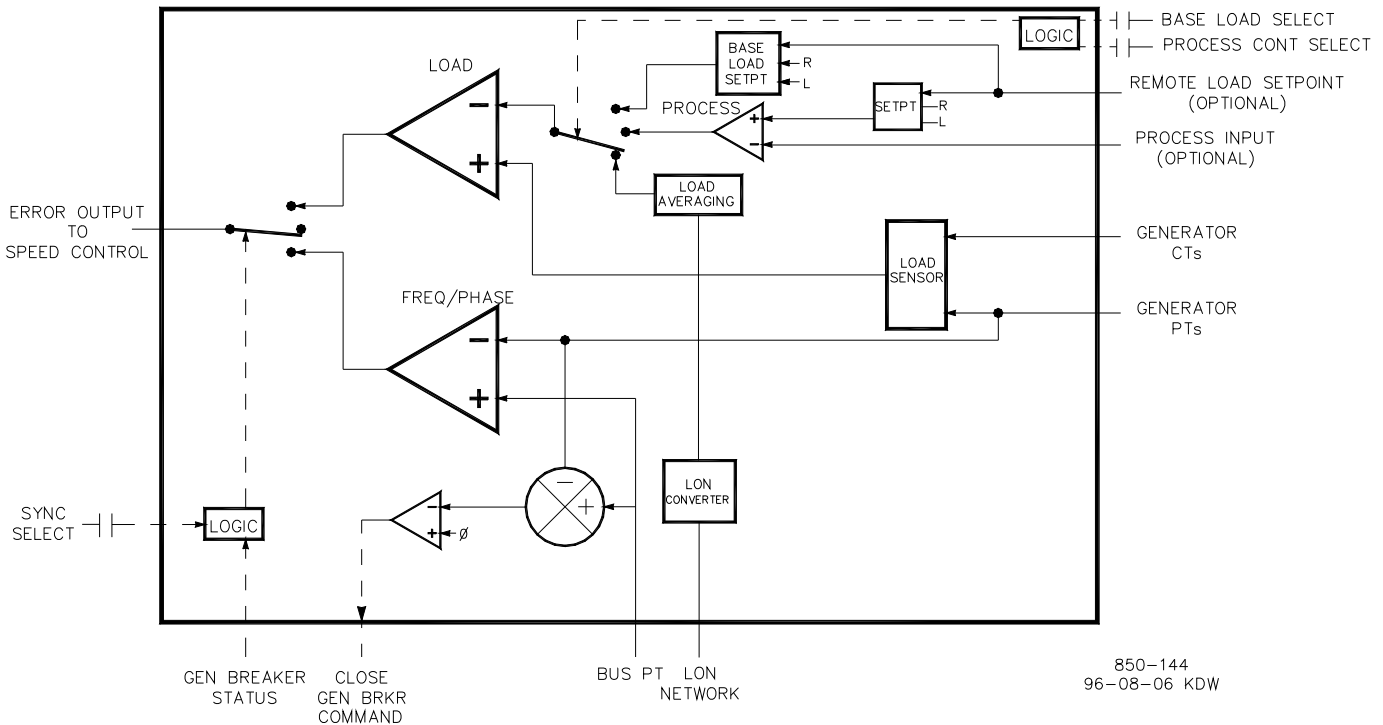 BASE LOAD SELECT
LOGIC
PROCESS CONT SELECT
BASE
LOAD
SETPT
R
L
LOAD
REMOTE LOAD SETPOINT
(OPTIONAL)
SETPT
R
L
PROCESS
+
-
PROCESS INPUT
(OPTIONAL)
-
+
LOAD
AVERAGING
ERROR OUTPUT
TO
SPEED CONTROL
GENERATOR
CTs
LOAD
SENSOR
FREQ/PHASE
GENERATOR
PTs
-
+
LON
CONVERTER
-
+
SYNC
SELECT
LOGIC
-
+
Ø
GEN BREAKER
STATUS
CLOSE
GEN BRKR
COMMAND
BUS PT
LON
NETWORK
850-144
96-08-06 KDW